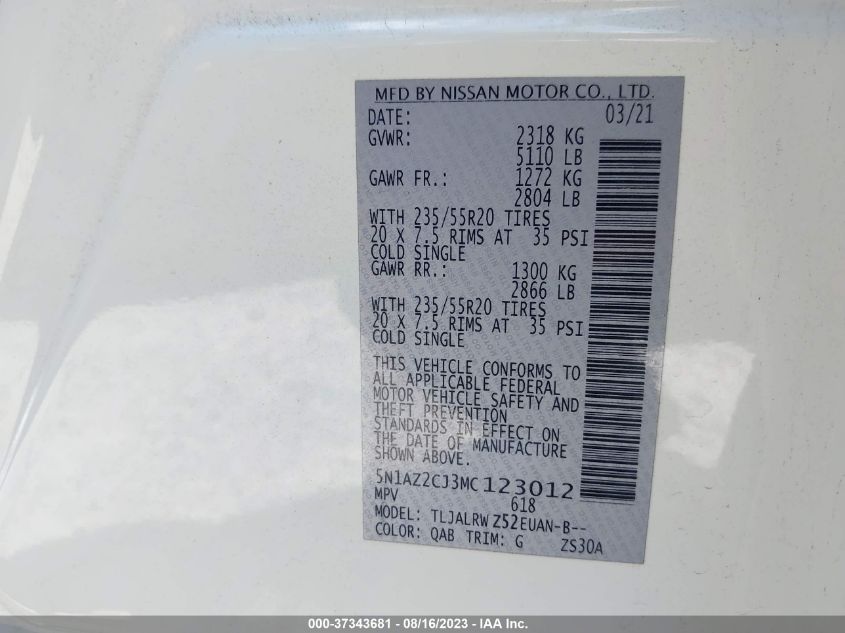 MFD BY NISSAN MOTOR CO., LTD.
DATE: 03/21
GVWR: 2318 KG
5110 LB
GAWR FR.: 1272 KG
2804 LB
WITH 235/55R20 TIRES
20 X 7.5 RIMS AT 35 PSI
COLD SINGLE
GAWR RR.: 1300 KG
2866 LB
WITH 235/55R20 TIRES
20 X 7.5 RIMS AT 35 PSI
COLD SINGLE
THIS VEHICLE CONFORMS TO
ALL APPLICABLE FEDERAL
MOTOR VEHICLE SAFETY AND
THEFT PREVENTION
STANDARDS IN EFFECT ON
THE DATE OF MANUFACTURE
SHOWN ABOVE.
5N1AZ2CJ3MC123012
MPV 618
MODEL: TLJALRW Z52EUAN-B--
COLOR: QAB TRIM: G ZS30A
000-37343681 - 08/16/2023 - IAA Inc.